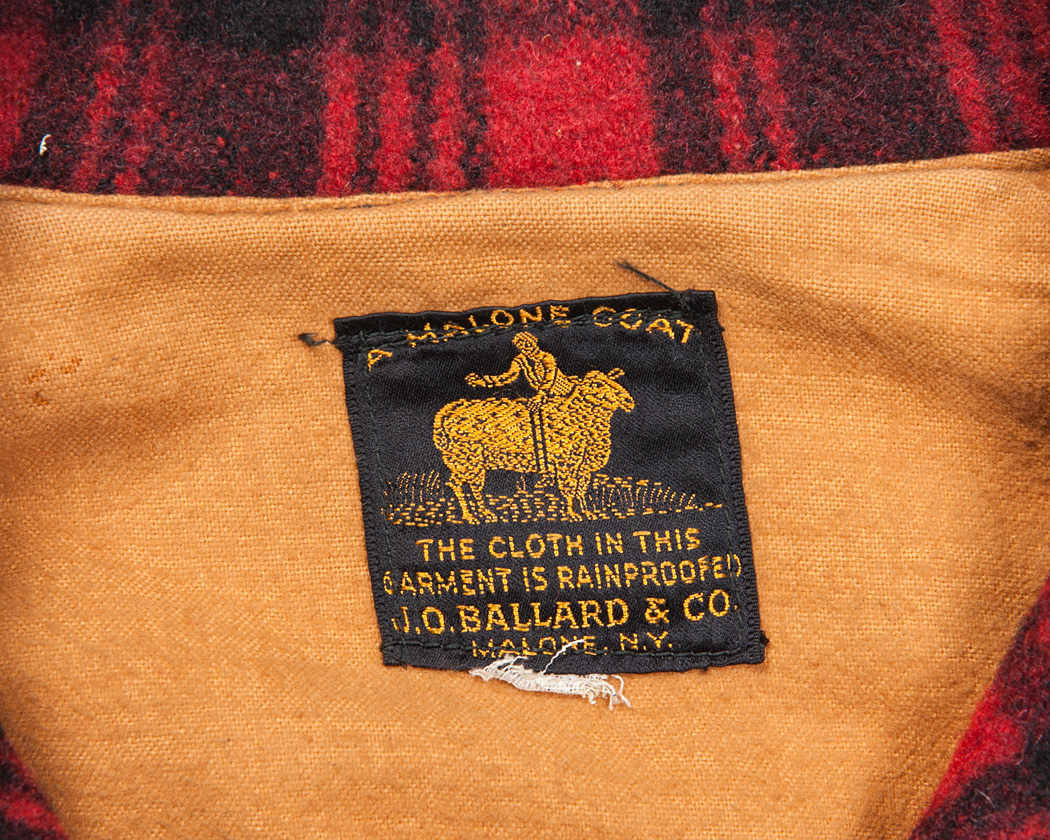 A MALONE COAT
THE CLOTH IN THIS
GARMENT IS RAINPROOFED
J.O. BALLARD & CO.
MALONE, N.Y.